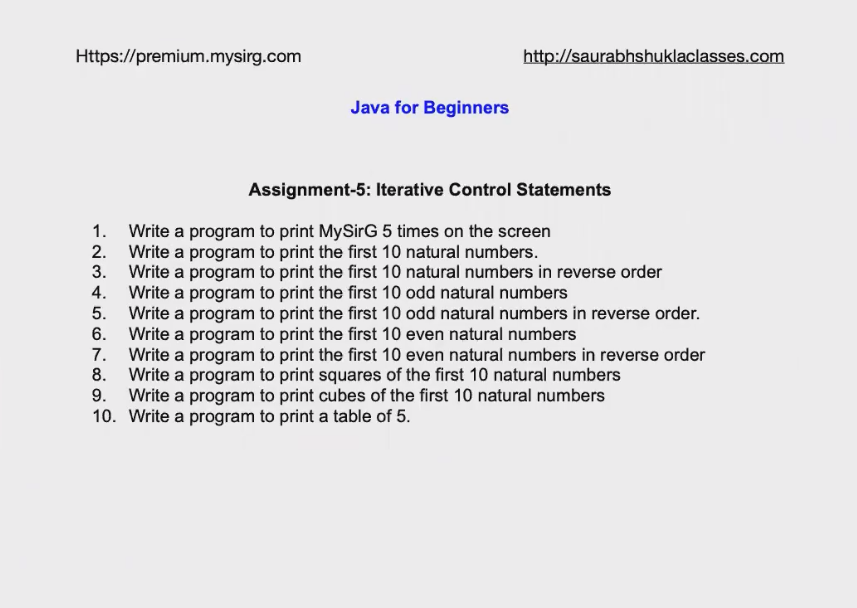 Https://premium.mysirg.com http://saurabhshuklaclasses.com
Java for Beginners
Assignment-5: Iterative Control Statements
1. Write a program to print MySirG 5 times on the screen
2. Write a program to print the first 10 natural numbers.
3. Write a program to print the first 10 natural numbers in reverse order
4. Write a program to print the first 10 odd natural numbers
5. Write a program to print the first 10 odd natural numbers in reverse order.
6. Write a program to print the first 10 even natural numbers
7. Write a program to print the first 10 even natural numbers in reverse order
8. Write a program to print squares of the first 10 natural numbers
9. Write a program to print cubes of the first 10 natural numbers
10. Write a program to print a table of 5.